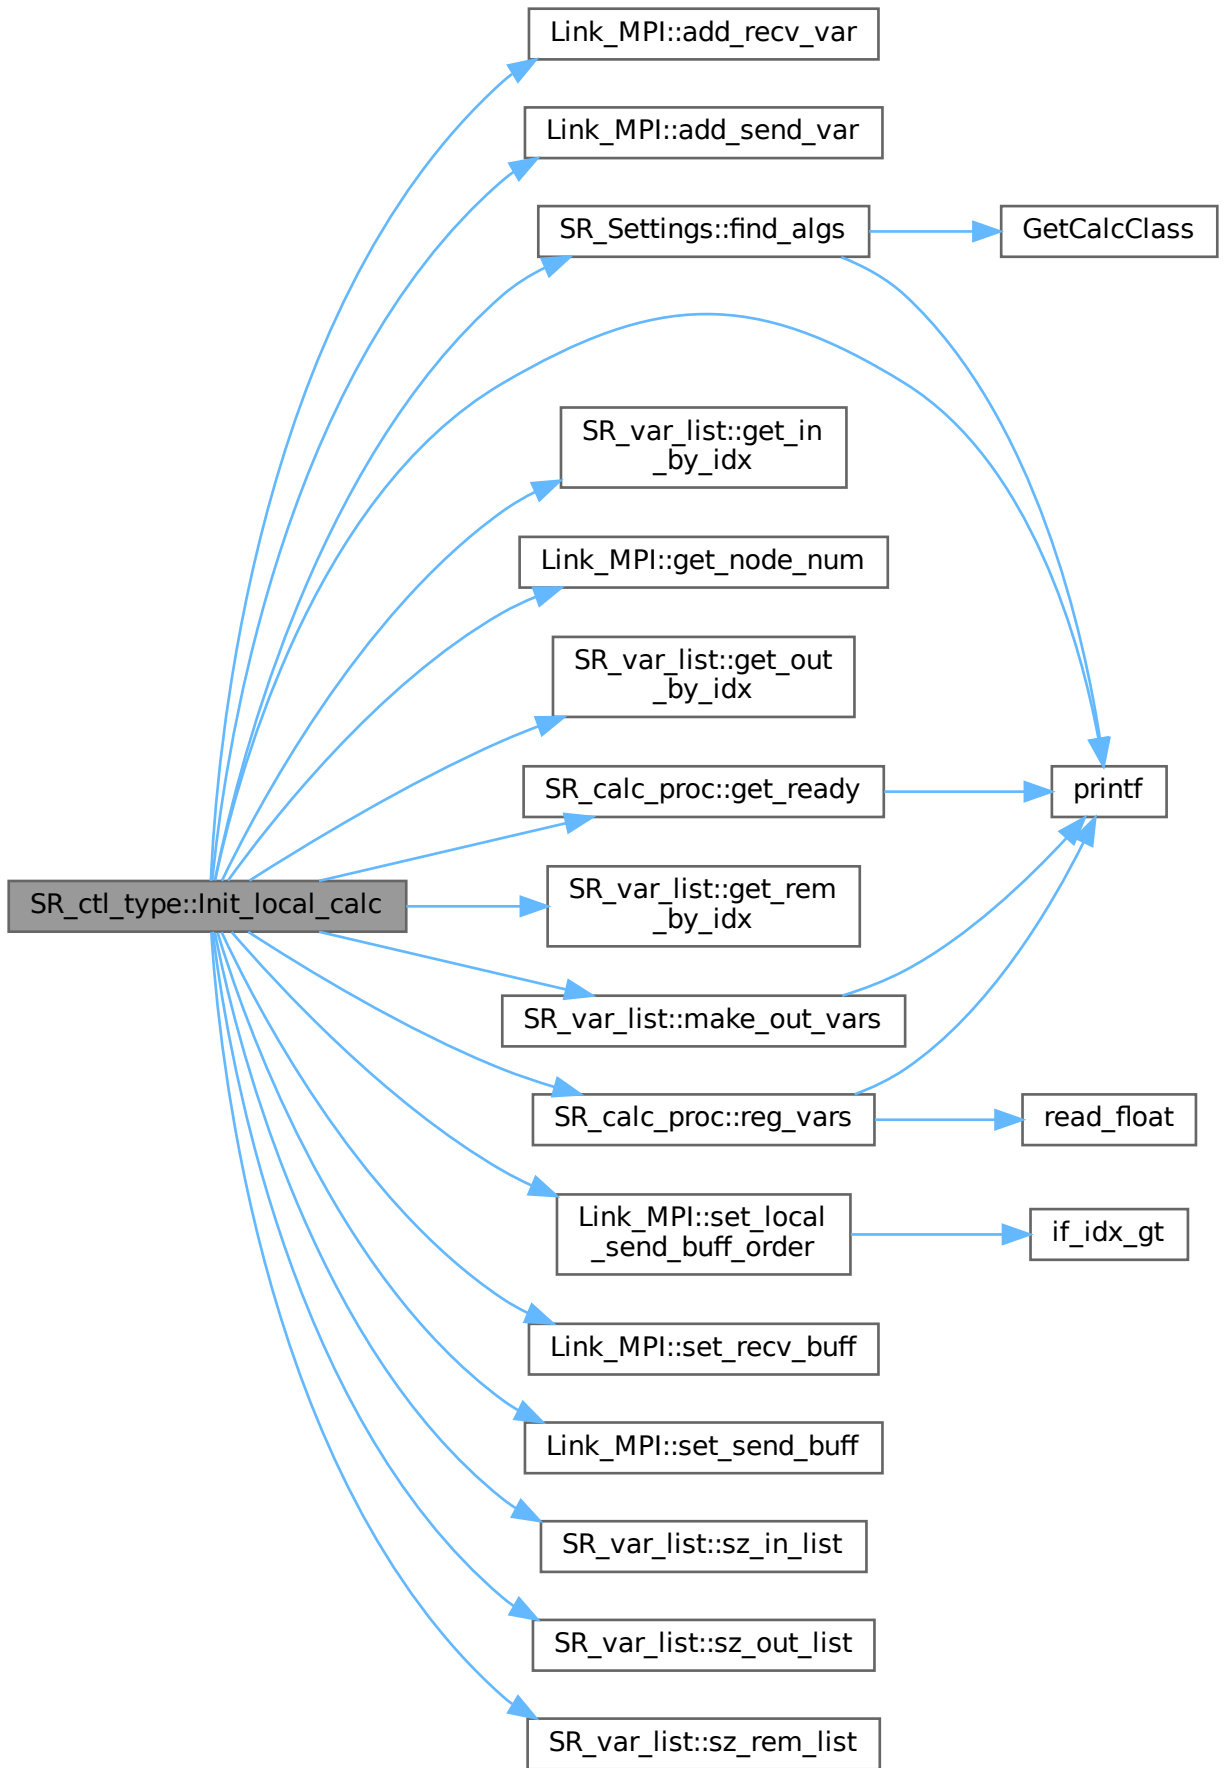 Link_MPI::add_recv_var
Link_MPI::add_send_var
SR_Settings::find_algs
GetCalcClass
SR_var_list::get_in
_by_idx
Link_MPI::get_node_num
SR_var_list::get_out
_by_idx
SR_calc_proc::get_ready
printf
SR_ctl_type::Init_local_calc
SR_var_list::get_rem
_by_idx
SR_var_list::make_out_vars
SR_calc_proc::reg_vars
read_float
Link_MPI::set_local
_send_buff_order
if_idx_gt
Link_MPI::set_recv_buff
Link_MPI::set_send_buff
SR_var_list::sz_in_list
SR_var_list::sz_out_list
SR_var_list::sz_rem_list